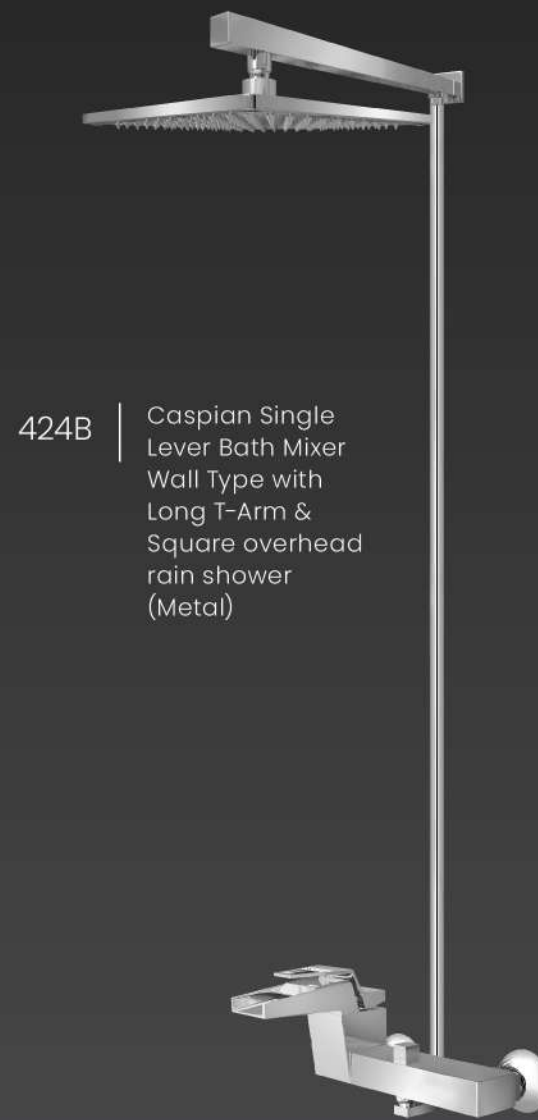 424B
Caspian Single
Lever Bath Mixer
Wall Type with
Long T-Arm &
Square overhead
rain shower
(Metal)